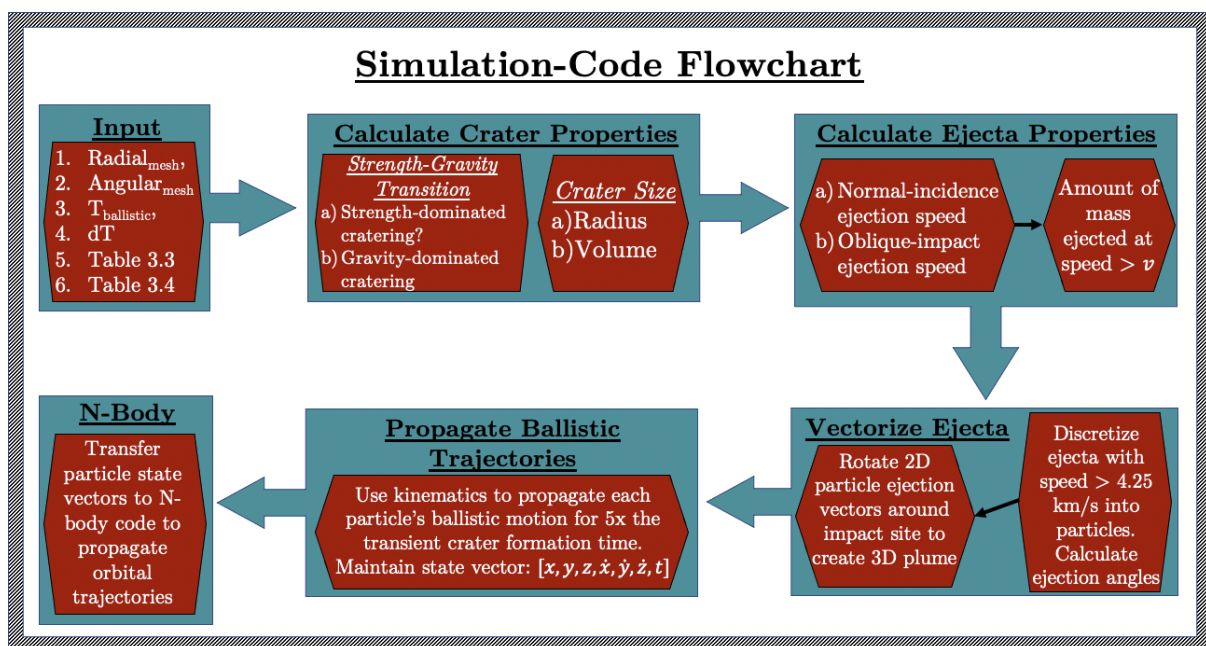 Simulation-Code Flowchart
Input
1. Radial_mesh,
2. Angular_mesh
3. T_ballistic,
4. dT
5. Table 3.3
6. Table 3.4
Calculate Crater Properties
Strength-Gravity
Transition
a) Strength-dominated
cratering?
b) Gravity-dominated
cratering
Crater Size
a)Radius
b)Volume
Calculate Ejecta Properties
a) Normal-incidence
ejection speed
b) Oblique-impact
ejection speed
Amount of
mass
ejected at
speed > v
Vectorize Ejecta
Discretize
ejecta with
speed > 4.25
km/s into
particles.
Calculate
ejection angles
Rotate 2D
particle ejection
vectors around
impact site to
create 3D plume
Propagate Ballistic
Trajectories
Use kinematics to propagate each
particle's ballistic motion for 5x the
transient crater formation time.
Maintain state vector: [x, y, z, ẋ, ẏ, ż, t]
N-Body
Transfer
particle state
vectors to N-
body code to
propagate
orbital
trajectories